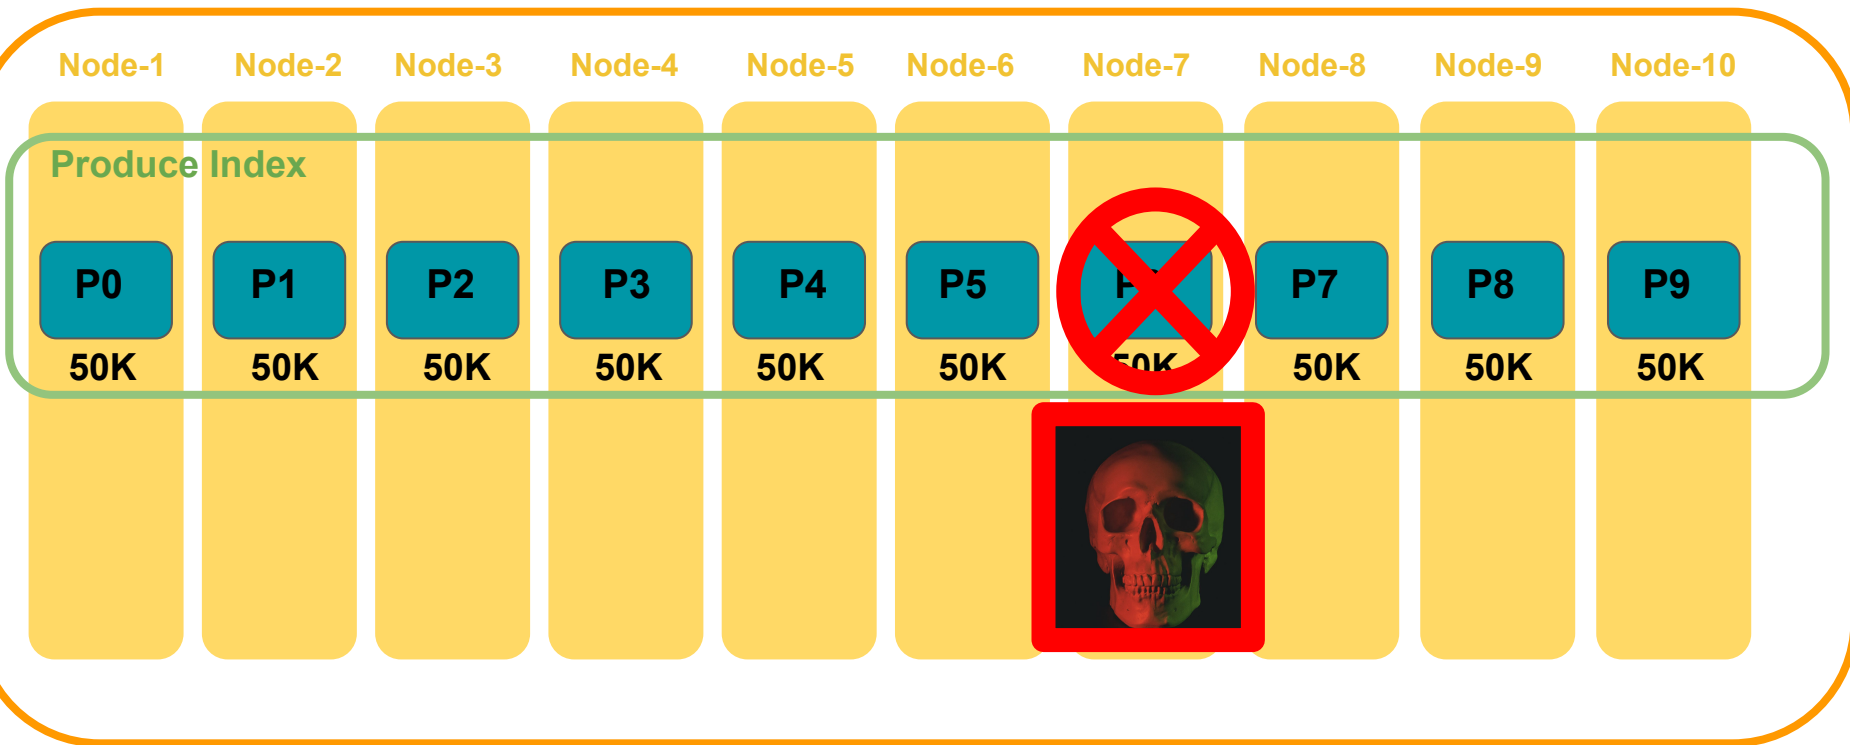 Node-1 Node-2 Node-3 Node-4 Node-5 Node-6 Node-7 Node-8 Node-9 Node-10
Produce Index
P0 P1 P2 P3 P4 P5 P7 P8 P9
50K 50K 50K 50K 50K 50K 50K 50K 50K 50K